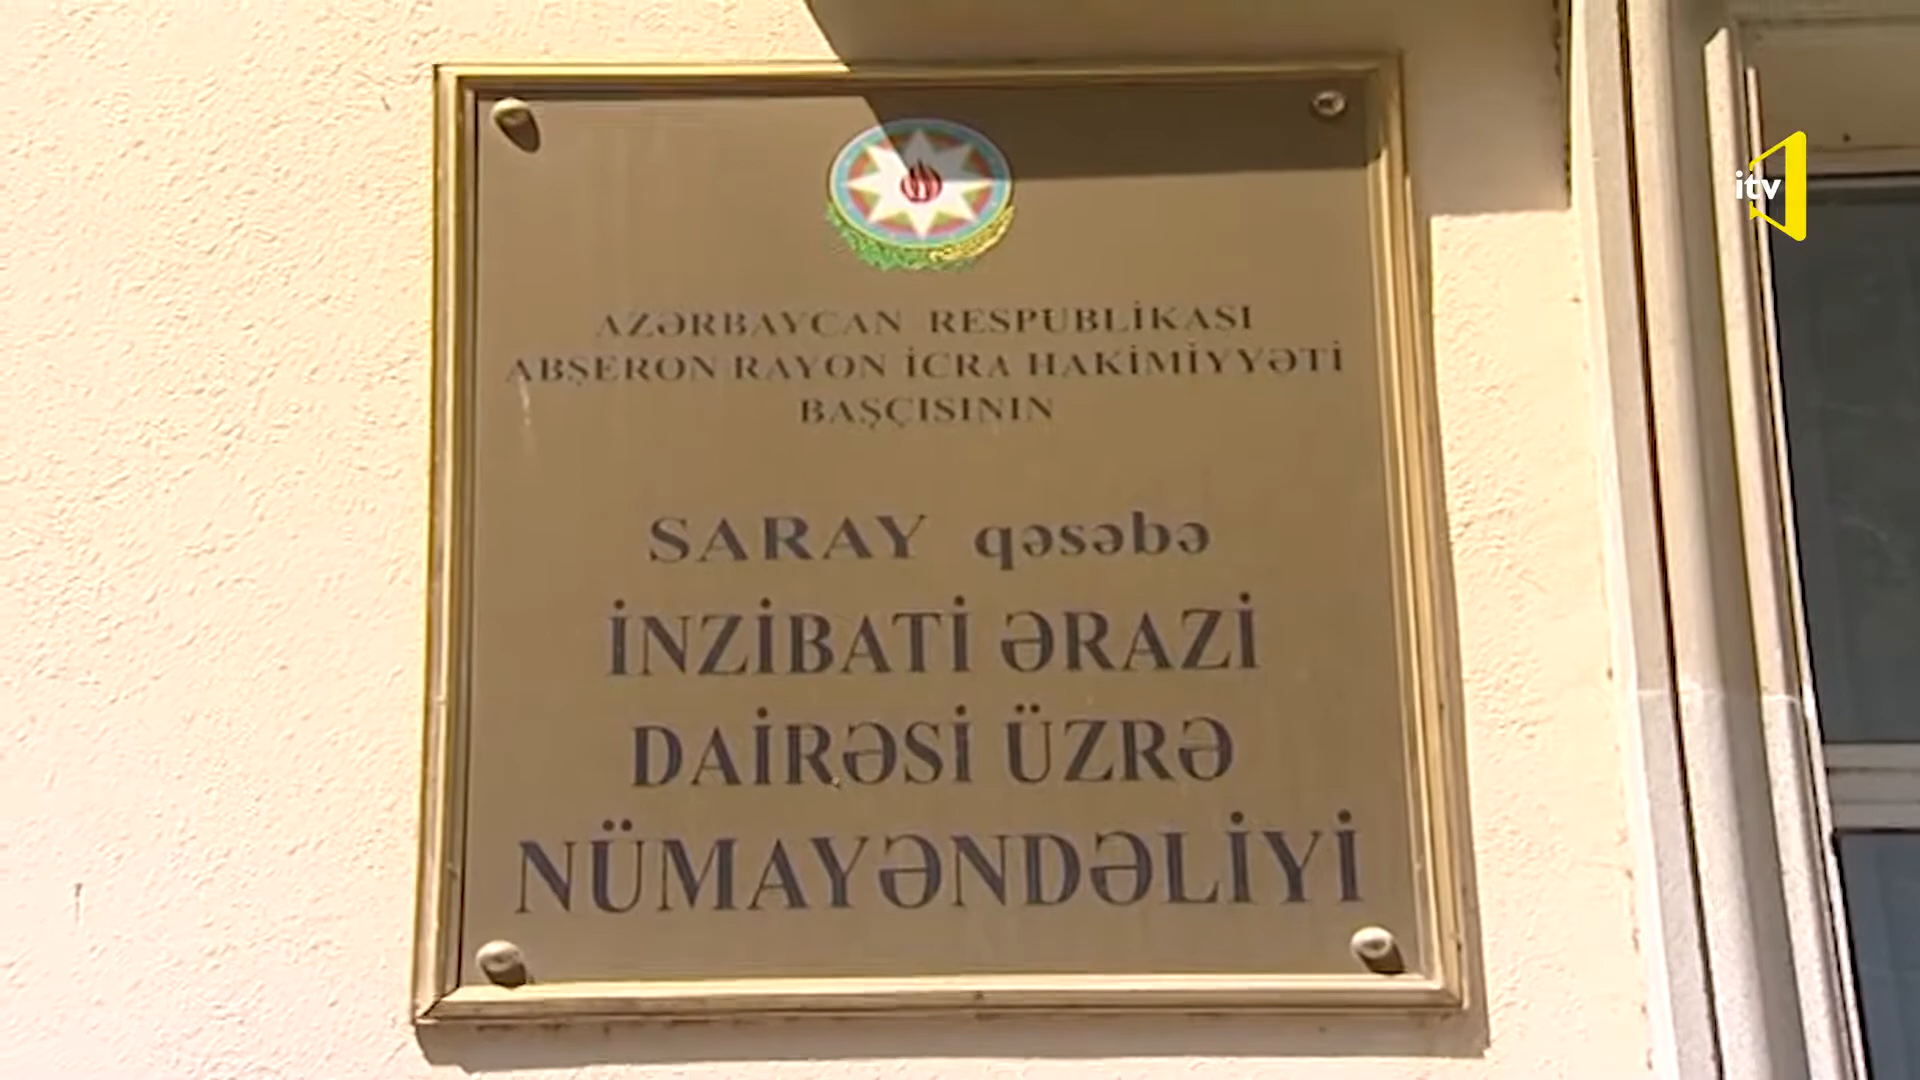 itv
AZƏRBAYCAN RESPUBLİKASI
ABŞERON RAYON İCRA HAKİMİYYƏTİ
BAŞÇISININ
SARAY qəsəbə
İNZİBATİ ƏRAZİ
DAİRƏSİ ÜZRƏ
NÜMAYƏNDƏLİYİ